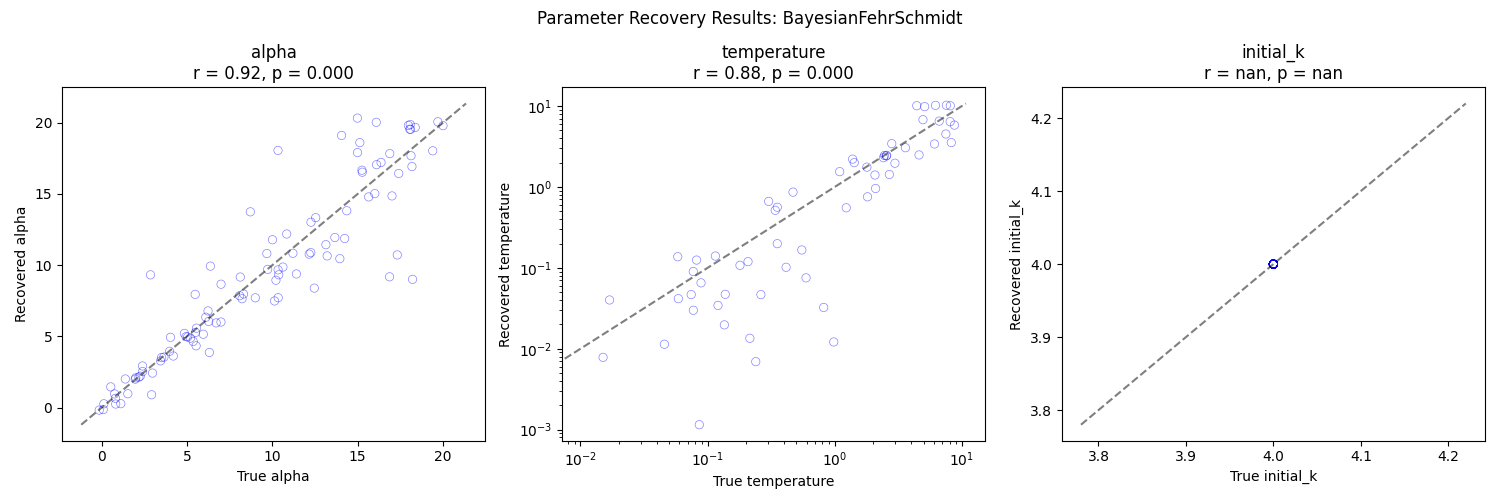 Parameter Recovery Results: BayesianFehrSchmidt
alpha
r = 0.92, p = 0.000
Recovered alpha
20
15
10
5
0
0 5 10 15 20
True alpha
temperature
r = 0.88, p = 0.000
Recovered temperature
10¹
10⁰
10⁻¹
10⁻²
10⁻³
10⁻² 10⁻¹ 10⁰ 10¹
True temperature
initial_k
r = nan, p = nan
Recovered initial_k
4.2
4.1
4.0
3.9
3.8
3.8 3.9 4.0 4.1 4.2
True initial_k